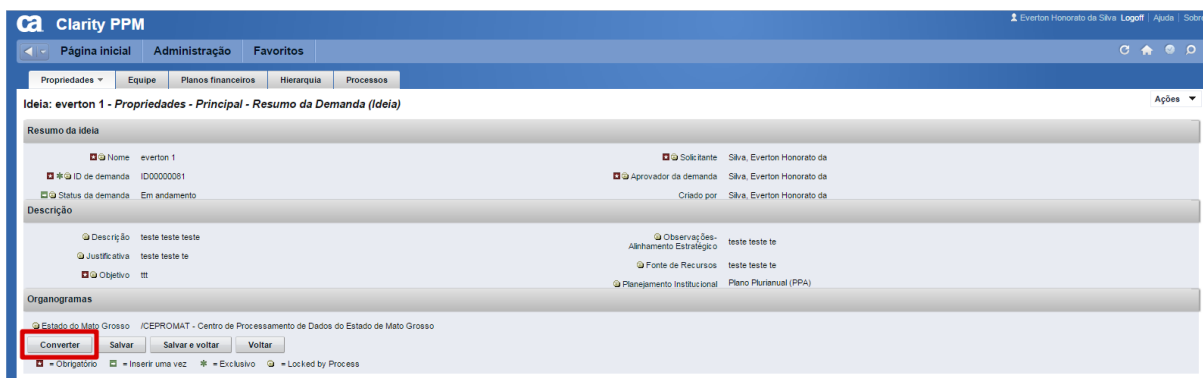 ca Clarity PPM
Everton Honorato da Silva Logoff | Ajuda | Sobre
Página inicial Administração Favoritos
Propriedades Equipe Planos financeiros Hierarquia Processos
Ideia: everton 1 - Propriedades - Principal - Resumo da Demanda (Ideia)
Ações
Resumo da ideia
Nome everton 1
Solicitante Silva, Everton Honorato da
ID de demanda ID00000081
Aprovador da demanda Silva, Everton Honorato da
Status da demanda Em andamento
Criado por Silva, Everton Honorato da
Descrição
Descrição teste teste teste
Observações-
Alinhamento Estratégico teste teste te
Justificativa teste teste te
Fonte de Recursos teste teste te
Objetivo ttt
Planejamento Institucional Plano Plurianual (PPA)
Organogramas
Estado do Mato Grosso /CEPROMAT - Centro de Processamento de Dados do Estado de Mato Grosso
Converter Salvar Salvar e voltar Voltar
= Obrigatório = Inserir uma vez = Exclusivo = Locked by Process